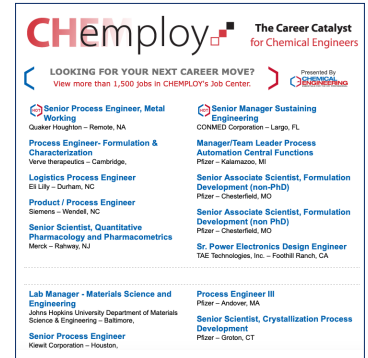 CHEmploy
The Career Catalyst
for Chemical Engineers
LOOKING FOR YOUR NEXT CAREER MOVE?
View more than 1,500 jobs in CHEMPLOY's Job Center.
Presented By
CHEMICAL
ENGINEERING
HOT Senior Process Engineer, Metal
Working
Quaker Houghton – Remote, NA
Process Engineer- Formulation &
Characterization
Verve therapeutics – Cambridge,
Logistics Process Engineer
Eli Lilly – Durham, NC
Product / Process Engineer
Siemens – Wendell, NC
Senior Scientist, Quantitative
Pharmacology and Pharmacometrics
Merck – Rahway, NJ
HOT Senior Manager Sustaining
Engineering
CONMED Corporation – Largo, FL
Manager/Team Leader Process
Automation Central Functions
Pfizer – Kalamazoo, MI
Senior Associate Scientist, Formulation
Development (non-PhD)
Pfizer – Chesterfield, MO
Senior Associate Scientist, Formulation
Development (non-PhD)
Pfizer – Chesterfield, MO
Sr. Power Electronics Design Engineer
TAE Technologies, Inc. – Foothill Ranch, CA
Lab Manager - Materials Science and
Engineering
Johns Hopkins University Department of Materials
Science & Engineering – Baltimore,
Senior Process Engineer
Kiewit Corporation – Houston,
Process Engineer III
Pfizer – Andover, MA
Senior Scientist, Crystallization Process
Development
Pfizer – Groton, CT